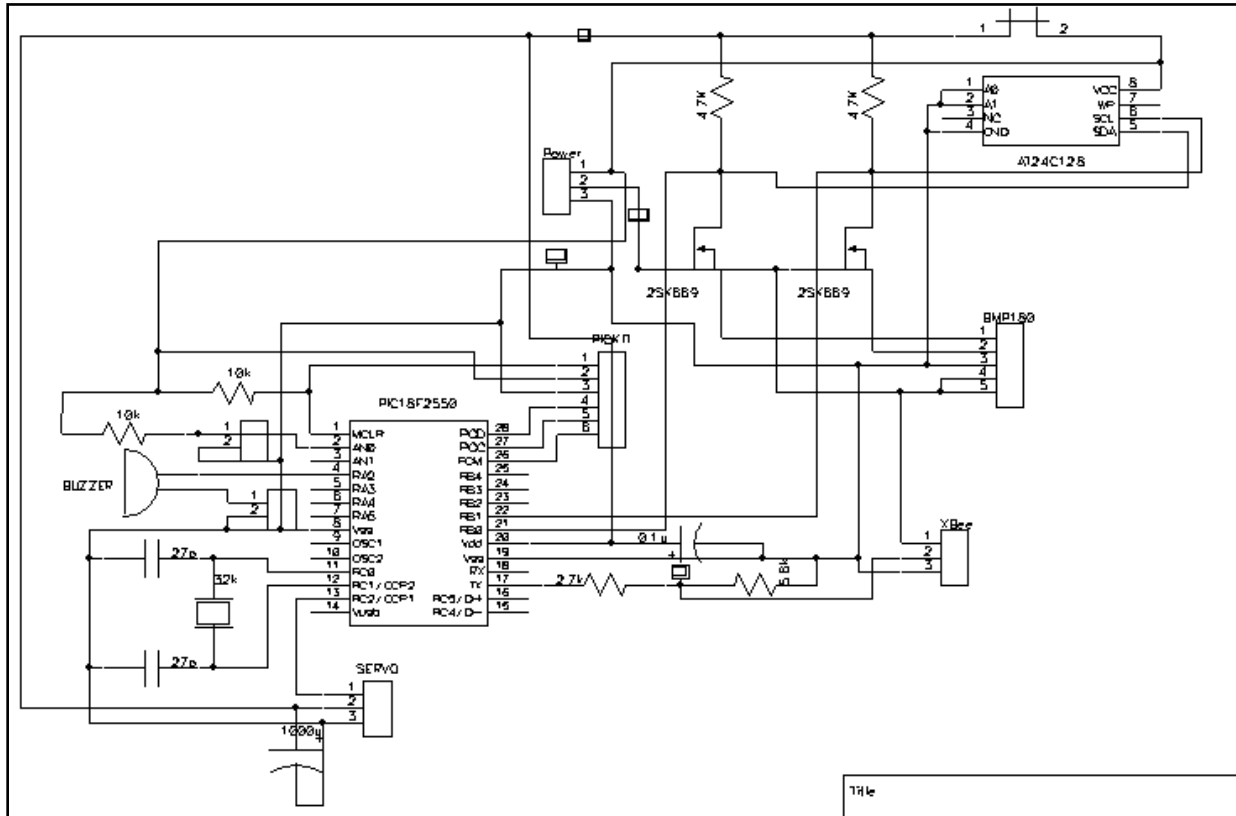 1 2
4.7k
4.7k
1 A0 VCC 8
2 A1 WP 7
3 NC SCL 6
4 GND SDA 5
AT24C128
Power
1
2
3
2SK889
2SK889
BMP180
1
2
3
4
5
PICKIT
1
2
3
4
5
6
10k
10k
PIC18F2550
1
2
BUZZER
1
2
1 MCLR PGD 28
2 AN0 PGC 27
3 AN1 PGM 26
4 RA2 RB4 25
5 RA3 RB3 24
6 RA4 RB2 23
7 RA5 RB1 22
8 Vss RB0 21
9 OSC1 Vdd 20
10 OSC2 Vss 19
11 RC0 RX 18
12 RC1/CCP2 TX 17
13 RC2/CCP1 RC5/D+ 16
14 Vusb RC4/D- 15
0.1u
+
2.7k
5.6k
XBee
1
2
3
27p
32k
27p
SERVO
1
2
3
1000u
+
Title